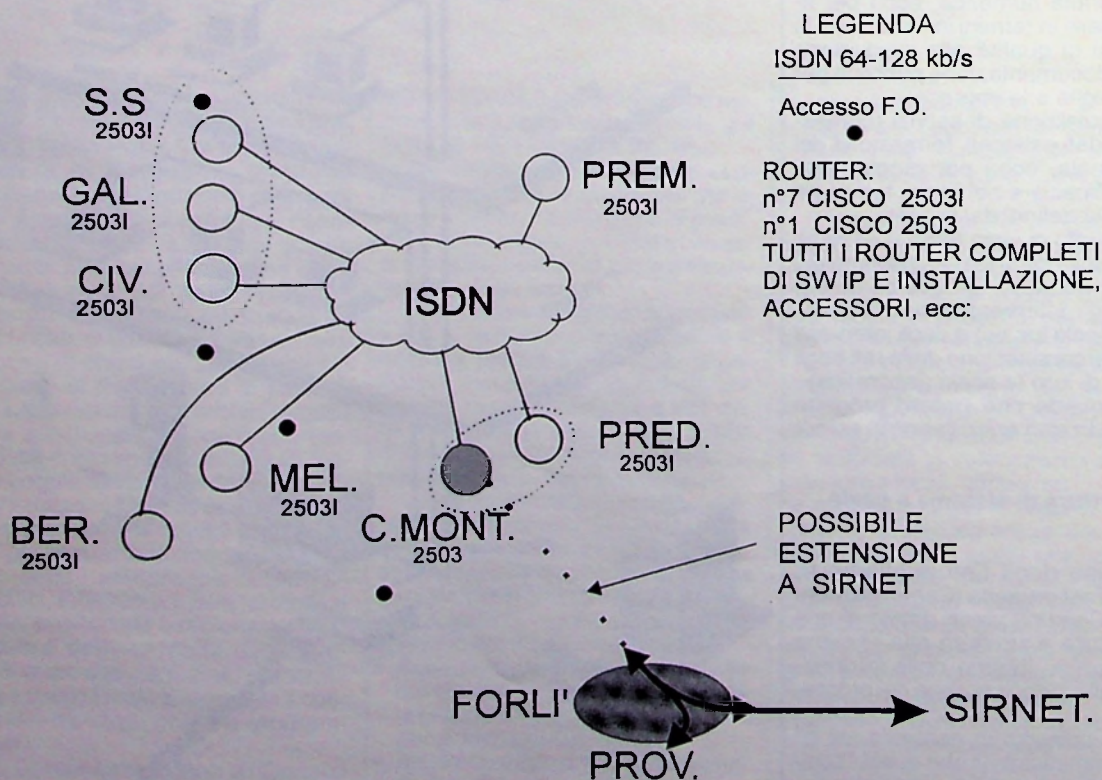 LEGENDA
ISDN 64-128 kb/s
Accesso F.O.
ROUTER:
n°7 CISCO 2503I
n°1 CISCO 2503
TUTTI I ROUTER COMPLETI
DI SW IP E INSTALLAZIONE,
ACCESSORI, ecc:
S.S
2503I
GAL.
2503I
CIV.
2503I
PREM.
2503I
ISDN
BER.
2503I
MEL.
2503I
C.MONT.
2503
PRED.
2503I
POSSIBILE
ESTENSIONE
A SIRNET
FORLI'
PROV.
SIRNET.